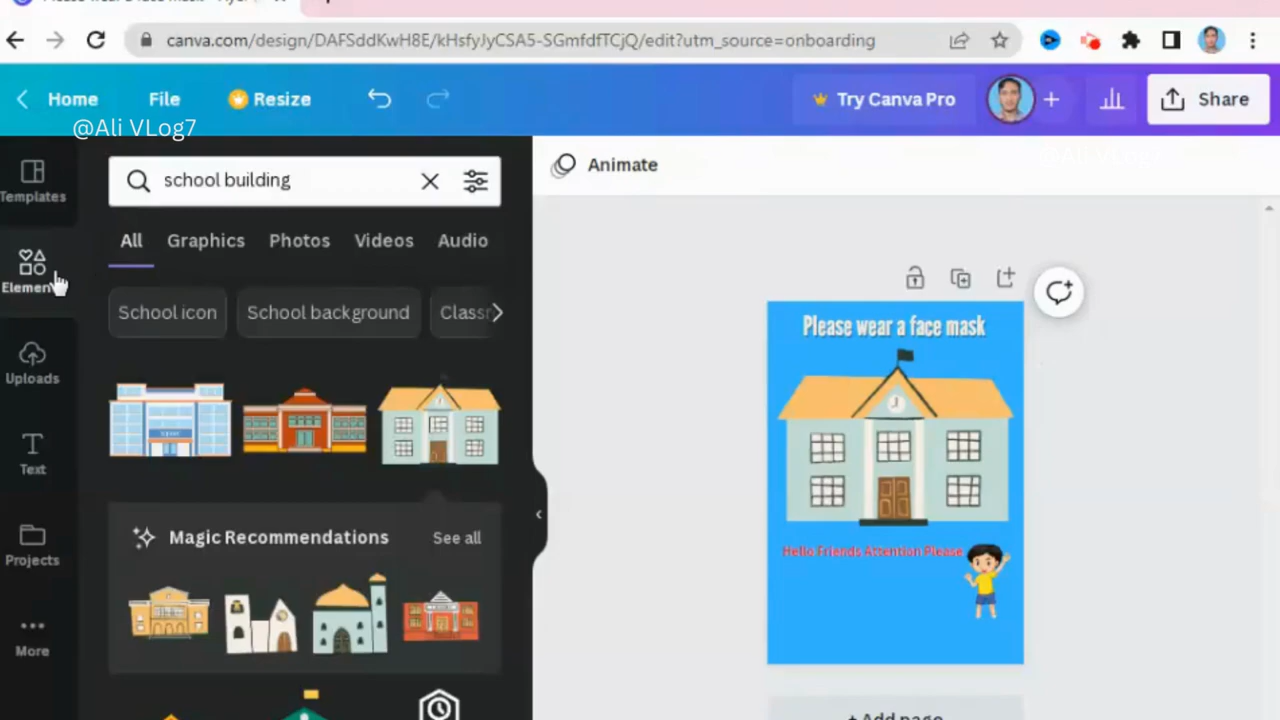 canva.com/design/DAFSddKwH8E/kHsfyJyCSA5-SGmfdfTCjQ/edit?utm_source=onboarding
Home File Resize Try Canva Pro + Share
@Ali VLog7
@Ali VLog7
Templates
Elements
Uploads
Text
Projects
More
school building
All Graphics Photos Videos Audio
School icon School background
Magic Recommendations See all
Animate
Please wear a face mask
Hello Friends Attention Please
+ Add page